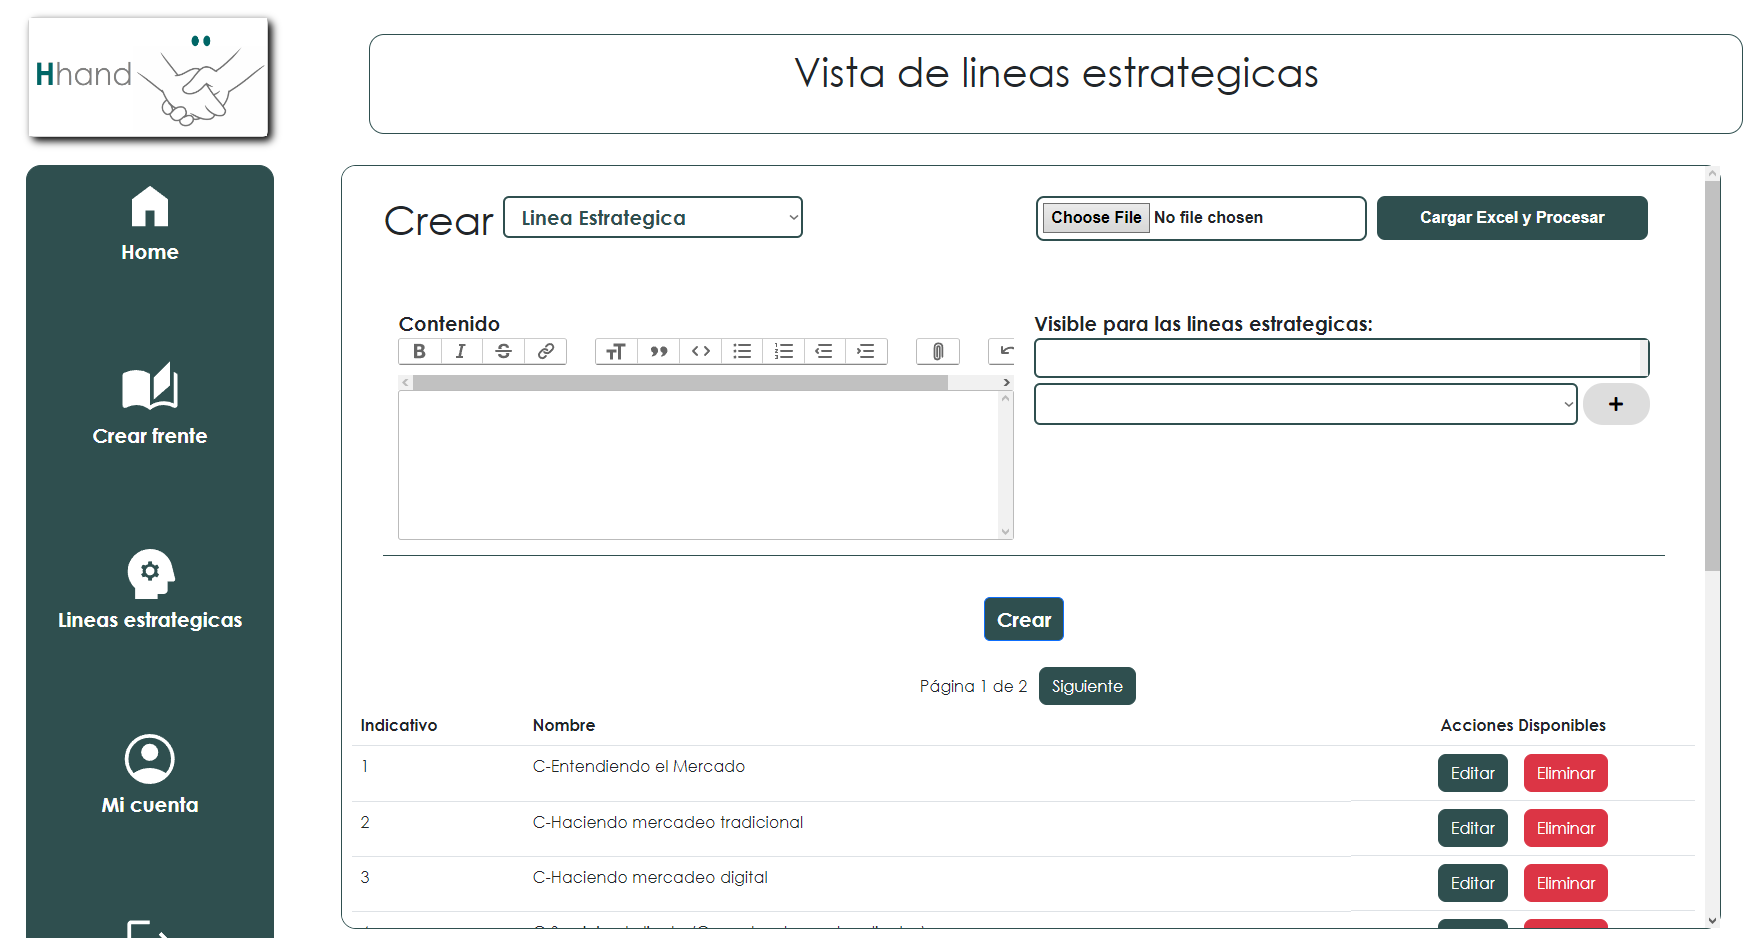 Hhand
Vista de lineas estrategicas
Home
Crear frente
Lineas estrategicas
Mi cuenta
Crear
Linea Estrategica
Choose File No file chosen
Cargar Excel y Procesar
Contenido
Visible para las lineas estrategicas:
+
Crear
Página 1 de 2 Siguiente
Indicativo Nombre Acciones Disponibles
1 C-Entendiendo el Mercado Editar Eliminar
2 C-Haciendo mercadeo tradicional Editar Eliminar
3 C-Haciendo mercadeo digital Editar Eliminar